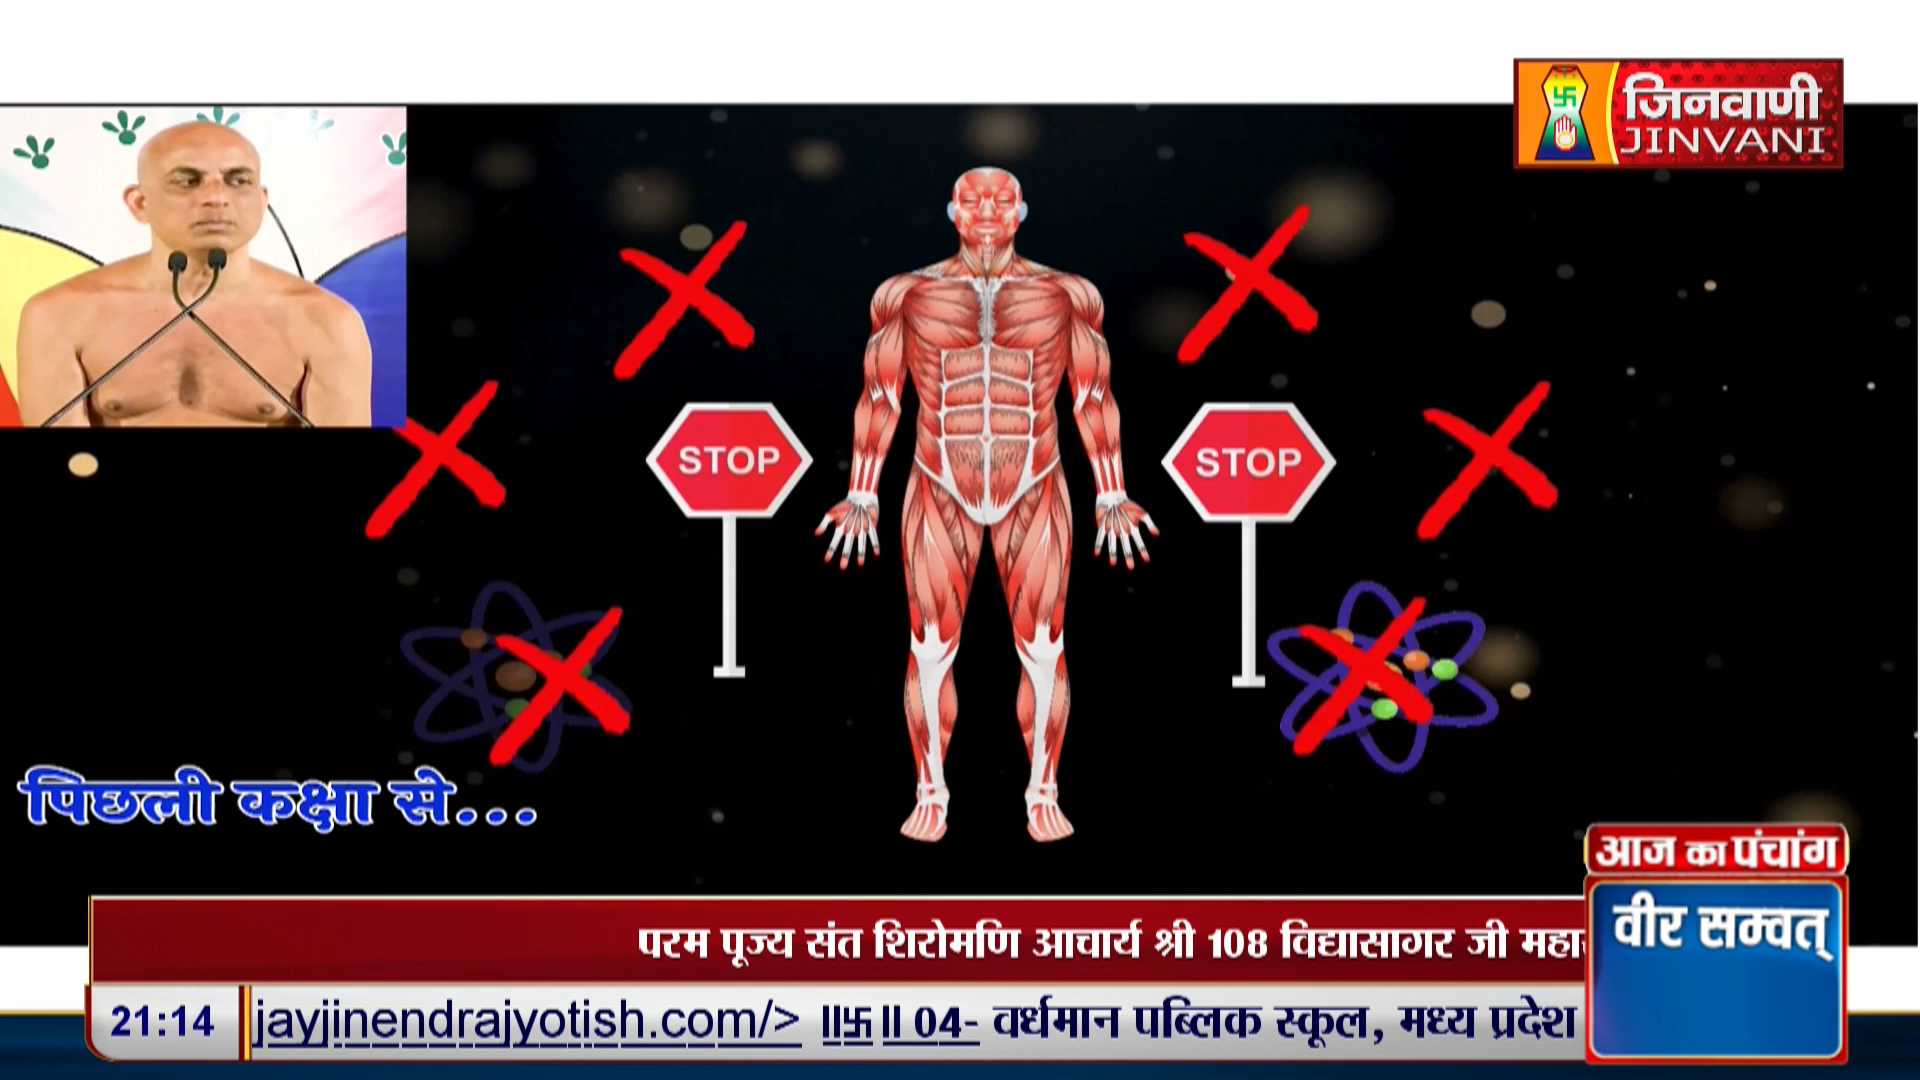 जिनवाणी
JINVANI
STOP
STOP
पिछली कक्षा से...
आज का पंचांग
वीर सम्वत्
परम पूज्य संत शिरोमणि आचार्य श्री 108 विद्यासागर जी
21:14
jayjinendrajyotish.com/> ॥卐॥ 04- वर्धमान पब्लिक स्कूल, मध्य प्रदेश